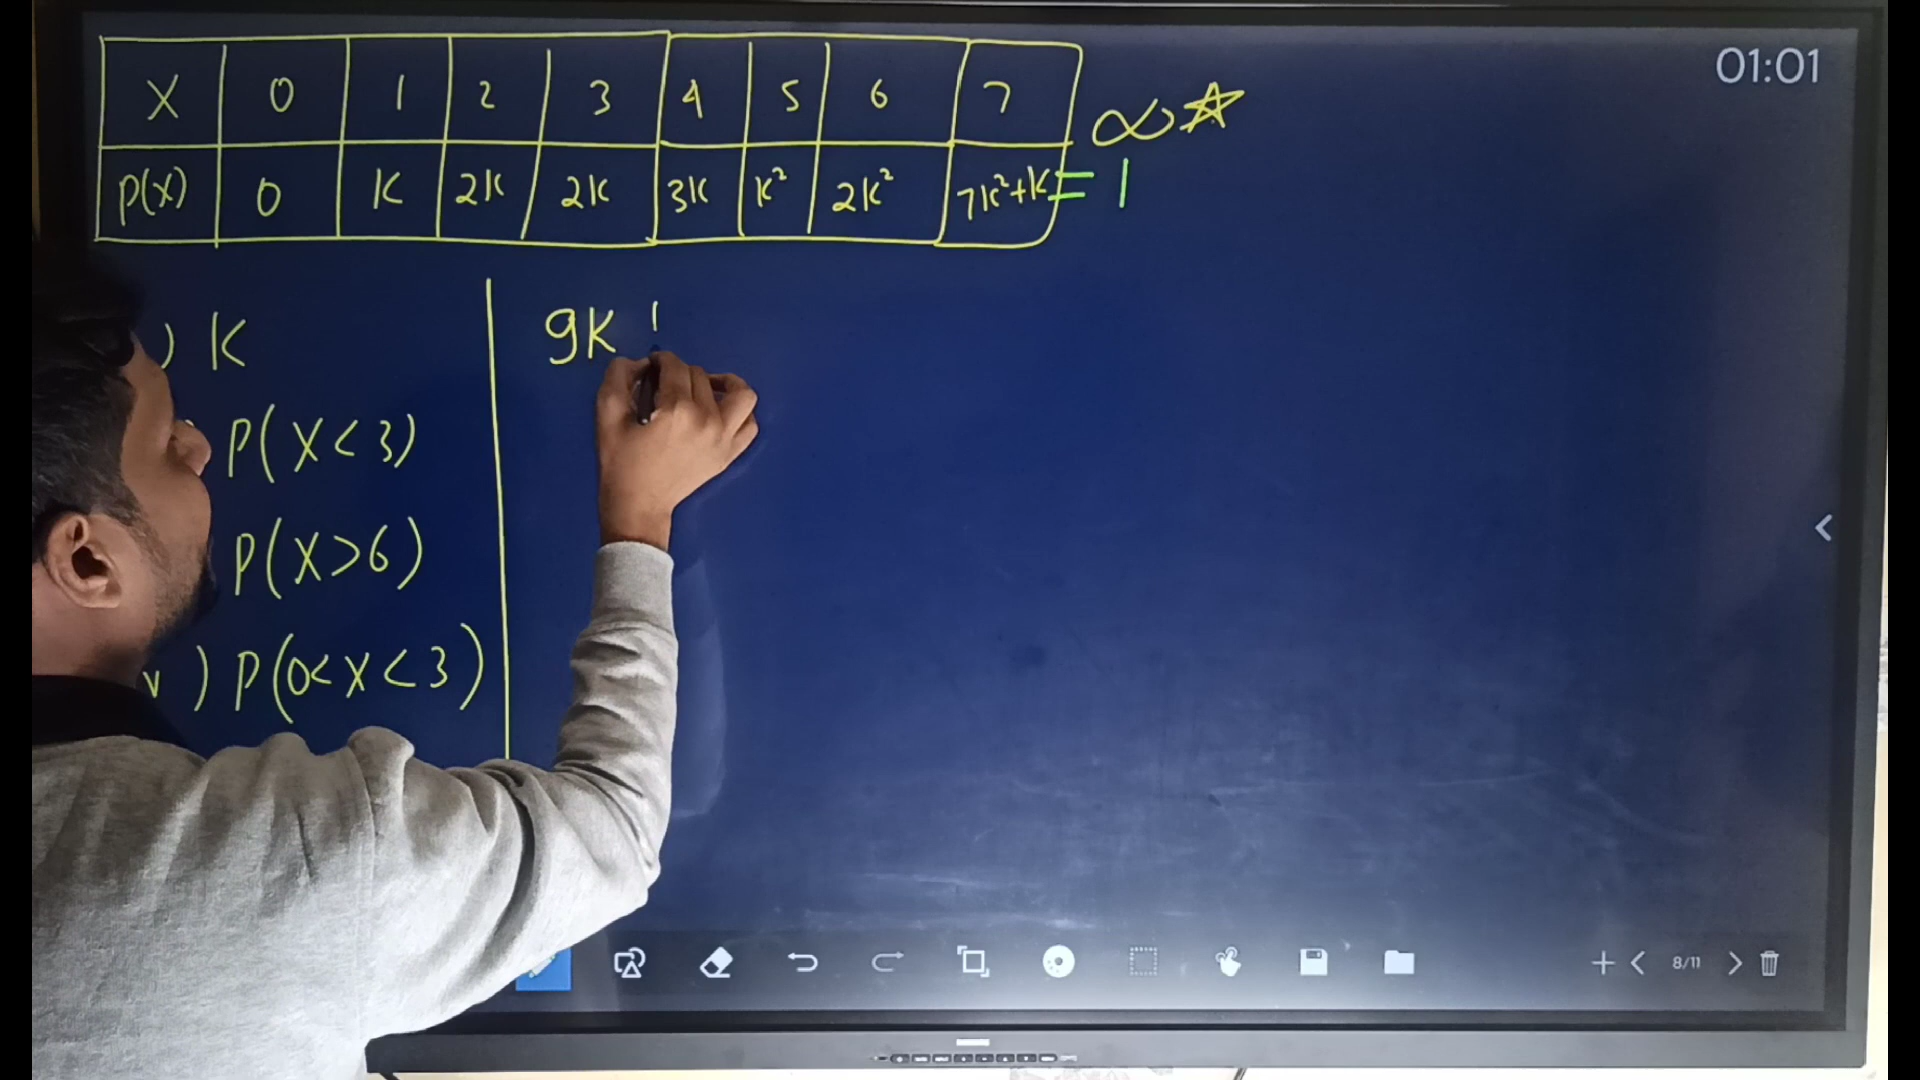 01:01
X 0 1 2 3 4 5 6 7 ∞☆
P(X) 0 K 2K 2K 3K K² 2K² 7K²+K = 1
) K
P(X<3)
P(X>6)
v) P(0<X<3)
9K
8/11